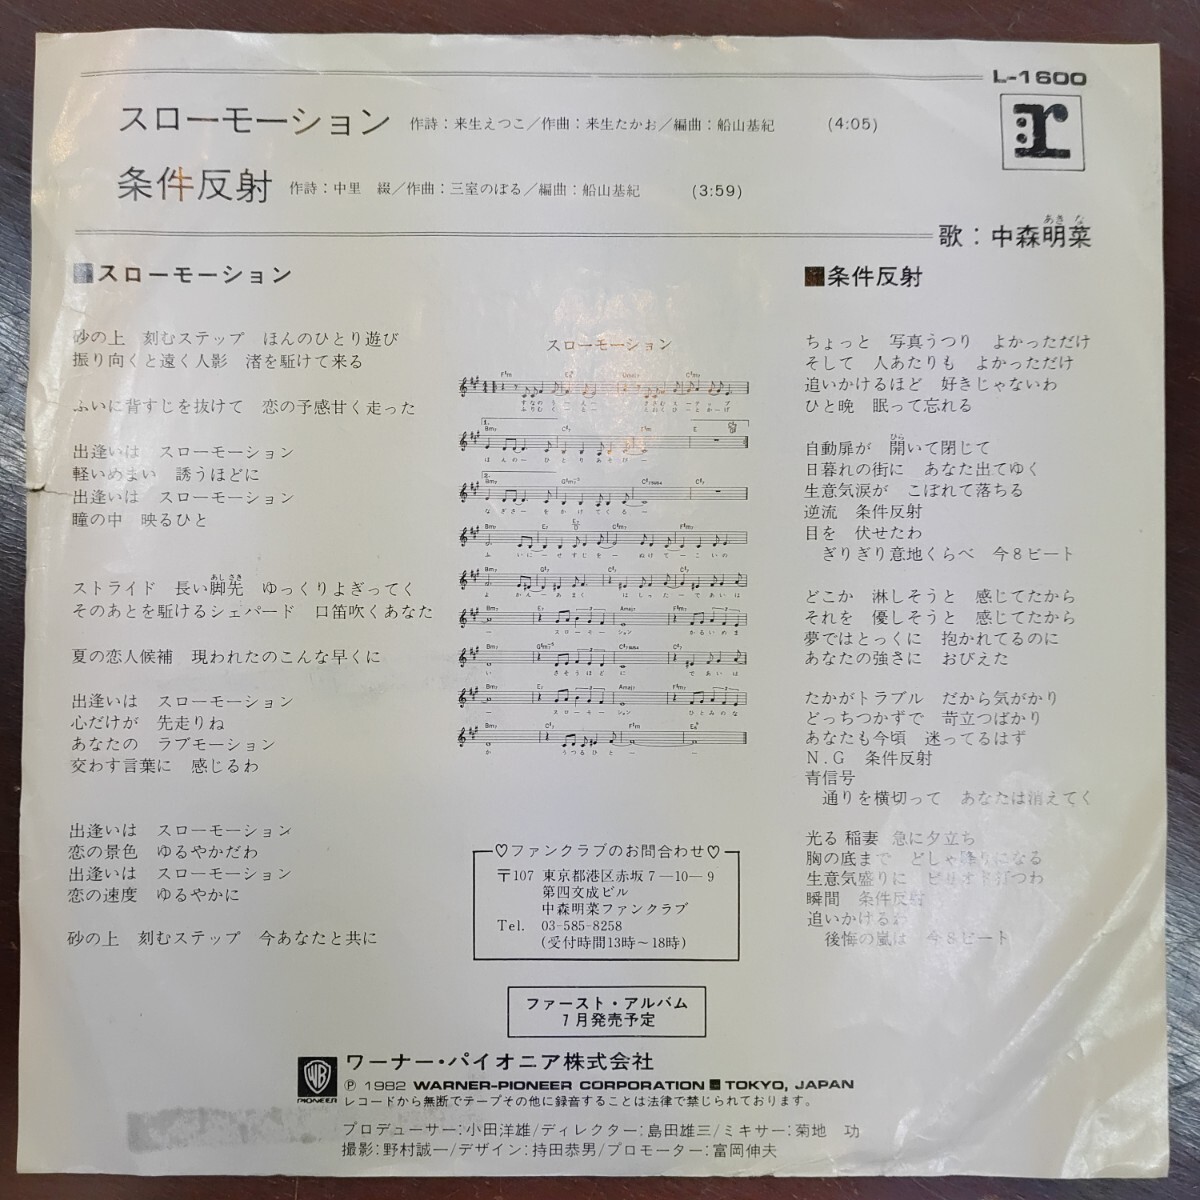 L-1600
スローモーション 作詩：来生えつこ／作曲：来生たかお／編曲：船山基紀 (4:05)
条件反射 作詩：中里 綴／作曲：三室のぼる／編曲：船山基紀 (3:59)
歌：中森明菜
あきな
■スローモーション
砂の上 刻むステップ ほんのひとり遊び
振り向くと遠く人影 渚を駈けて来る
ふいに背すじを抜けて 恋の予感甘く走った
出逢いは スローモーション
軽いめまい 誘うほどに
出逢いは スローモーション
瞳の中 映るひと
ストライド 長い脚先 ゆっくりよぎってく
あしさき
そのあとを駈けるシェパード 口笛吹くあなた
夏の恋人候補 現われたのこんな早くに
出逢いは スローモーション
心だけが 先走りね
あなたの ラブモーション
交わす言葉に 感じるわ
出逢いは スローモーション
恋の景色 ゆるやかだわ
出逢いは スローモーション
恋の速度 ゆるやかに
砂の上 刻むステップ 今あなたと共に
スローモーション
■条件反射
ちょっと 写真うつり よかっただけ
そして 人あたりも よかっただけ
追いかけるほど 好きじゃないわ
ひと晩 眠って忘れる
自動扉が 開いて閉じて
ひら
日暮れの街に あなた出てゆく
生意気涙が こぼれて落ちる
逆流 条件反射
目を 伏せたわ
ぎりぎり意地くらべ 今8ビート
どこか 淋しそうと 感じてたから
それを 優しそうと 感じてたから
夢ではとっくに 抱かれてるのに
あなたの強さに おびえた
たかがトラブル だから気がかり
どっちつかずで 苛立つばかり
あなたも今頃 迷ってるはず
N.G 条件反射
青信号
通りを横切って あなたは消えてく
光る 稲妻 急に夕立ち
胸の底まで どしゃ降りになる
生意気盛りに ピリオド打つわ
瞬間 条件反射
追いかけるわ
後悔の嵐は 今8ビート
♡ファンクラブのお問合わせ♡
〒107 東京都港区赤坂7－10－9
第四文成ビル
中森明菜ファンクラブ
Tel. 03-585-8258
(受付時間13時～18時)
ファースト・アルバム
7月発売予定
WB PIONEER ワーナー・パイオニア株式会社
Ⓟ 1982 WARNER-PIONEER CORPORATION ■ TOKYO, JAPAN
レコードから無断でテープその他に録音することは法律で禁じられております。
プロデューサー：小田洋雄／ディレクター：島田雄三／ミキサー：菊地 功
撮影：野村誠一／デザイン：持田恭男／プロモーター：富岡伸夫